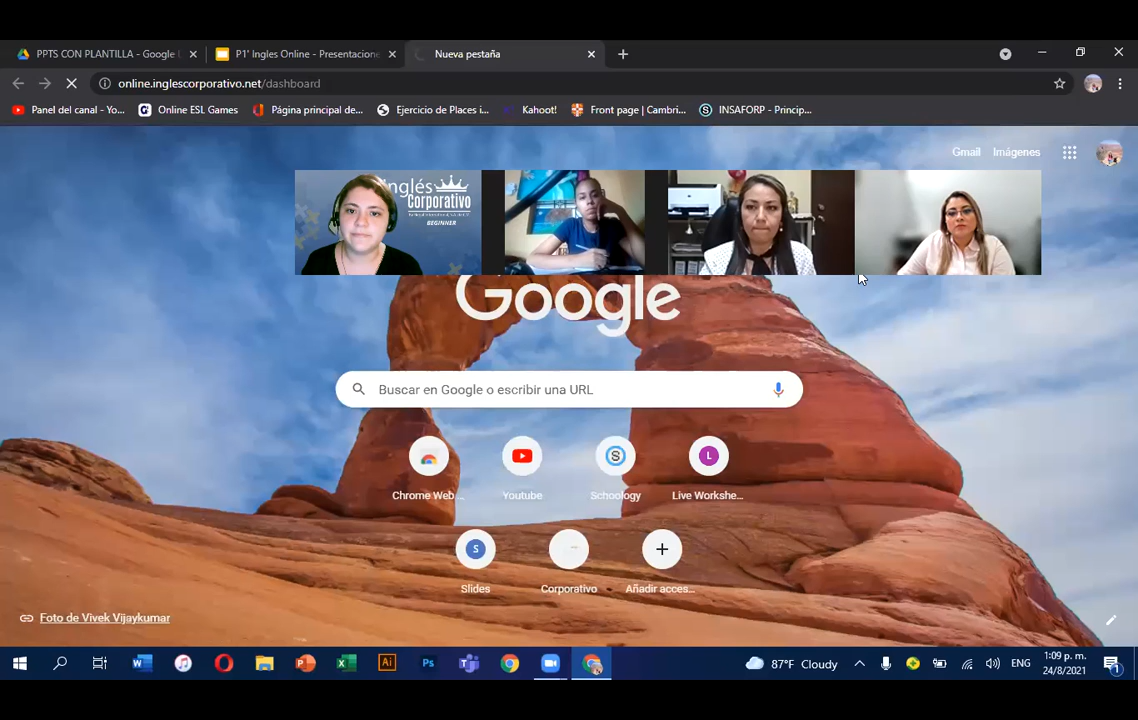 PPTS CON PLANTILLA - Google
P1' Ingles Online - Presentacione
Nueva pestaña
online.inglescorporativo.net/dashboard
Panel del canal - Yo...
Online ESL Games
Página principal de...
Ejercicio de Places i...
Kahoot!
Front page | Cambri...
INSAFORP - Princip...
Gmail
Imágenes
inglés
Corporativo
BEGINNER
Google
Buscar en Google o escribir una URL
Chrome Web...
Youtube
Schoology
L
Live Workshe...
S
Slides
Corporativo
Añadir acces...
Foto de Vivek Vijaykumar
87°F Cloudy
ENG
1:09 p. m.
24/8/2021